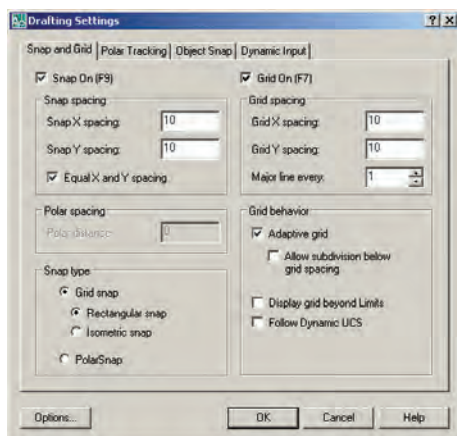 Drafting Settings
Snap and Grid Polar Tracking Object Snap Dynamic Input
Snap On (F9)
Snap spacing
Snap X spacing: 10
Snap Y spacing: 10
Equal X and Y spacing
Polar spacing
Polar distance: 0
Snap type
Grid snap
Rectangular snap
Isometric snap
PolarSnap
Grid On (F7)
Grid spacing
Grid X spacing: 10
Grid Y spacing: 10
Major line every: 1
Grid behavior
Adaptive grid
Allow subdivision below
grid spacing
Display grid beyond Limits
Follow Dynamic UCS
Options... OK Cancel Help